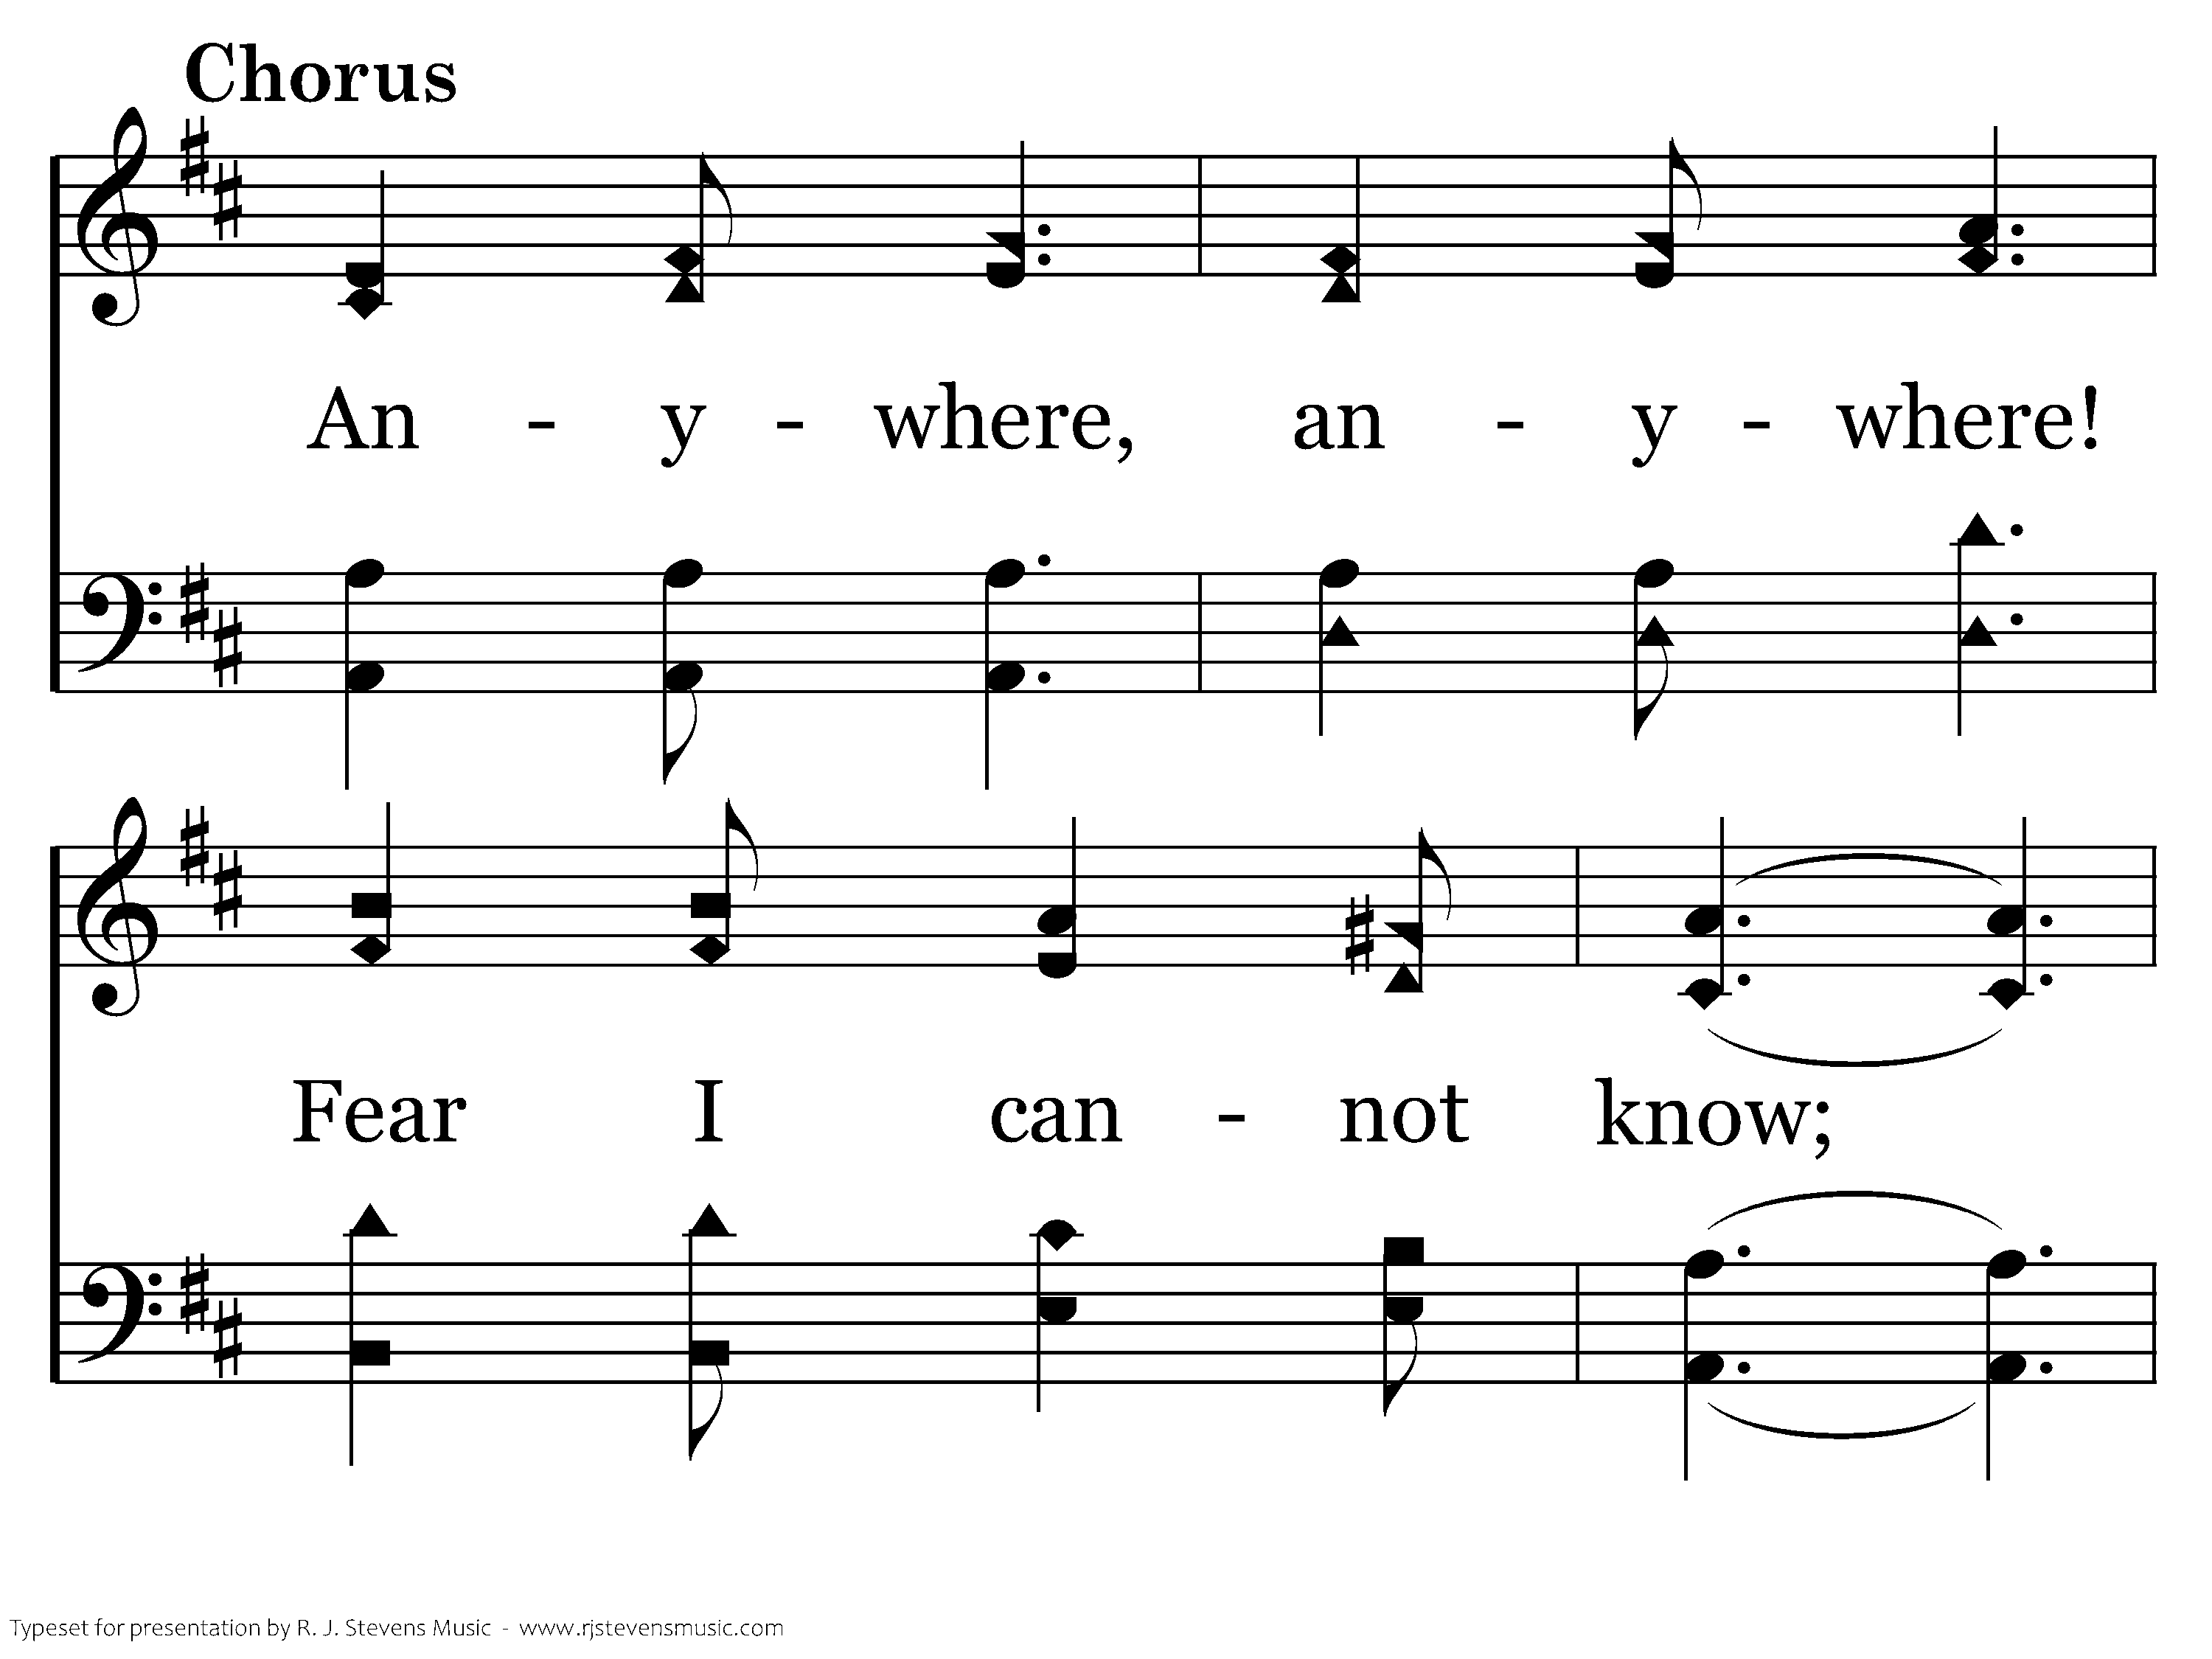 Chorus
An - y - where, an - y - where!
Fear I can - not know;
Typeset for presentation by R. J. Stevens Music - www.rjstevensmusic.com